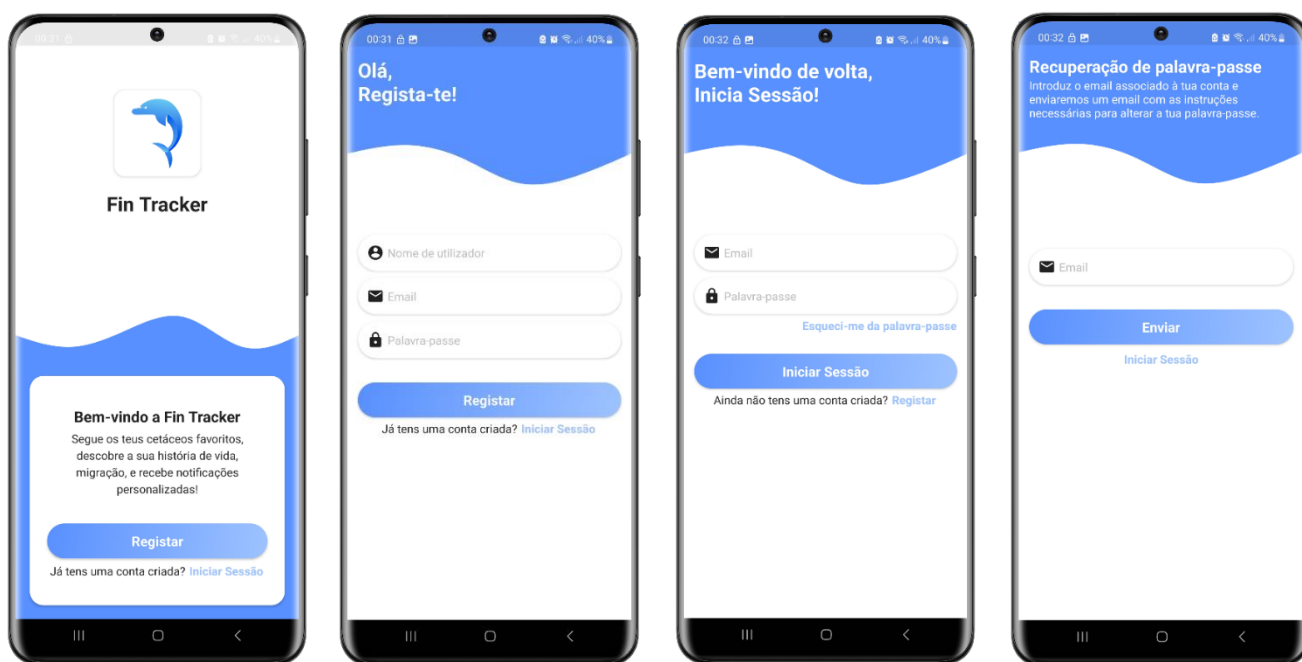 00:31 40%
Fin Tracker
Bem-vindo a Fin Tracker
Segue os teus cetáceos favoritos,
descobre a sua história de vida,
migração, e recebe notificações
personalizadas!
Registar
Já tens uma conta criada? Iniciar Sessão
00:31 40%
Olá,
Regista-te!
Nome de utilizador
Email
Palavra-passe
Registar
Já tens uma conta criada? Iniciar Sessão
00:32 40%
Bem-vindo de volta,
Inicia Sessão!
Email
Palavra-passe
Esqueci-me da palavra-passe
Iniciar Sessão
Ainda não tens uma conta criada? Registar
00:32 40%
Recuperação de palavra-passe
Introduz o email associado à tua conta e
enviaremos um email com as instruções
necessárias para alterar a tua palavra-passe.
Email
Enviar
Iniciar Sessão